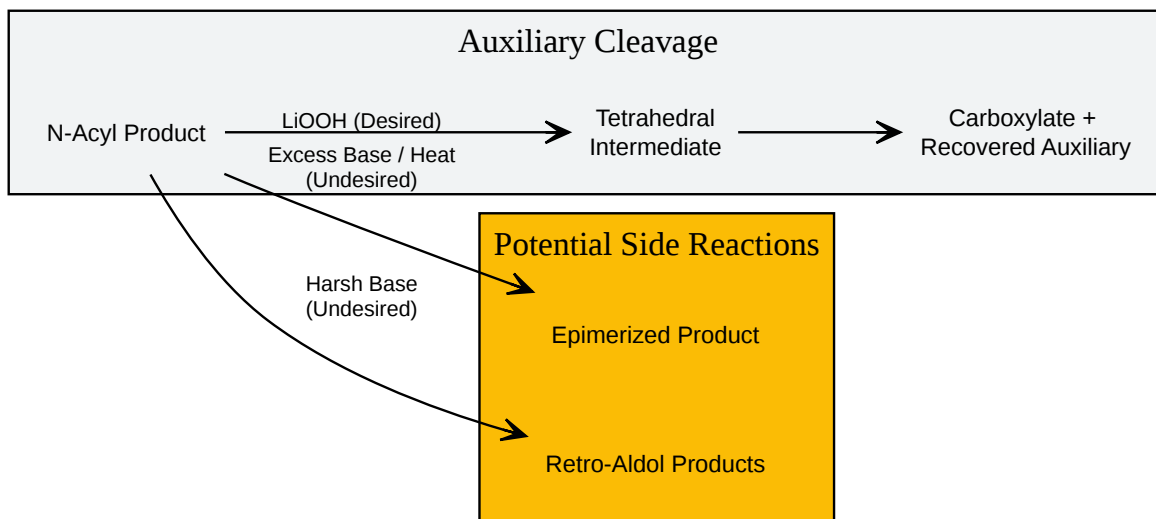 Auxiliary Cleavage
N-Acyl Product
LiOOH (Desired)
Excess Base / Heat
(Undesired)
Tetrahedral
Intermediate
Carboxylate +
Recovered Auxiliary
Potential Side Reactions
Harsh Base
(Undesired)
Epimerized Product
Retro-Aldol Products